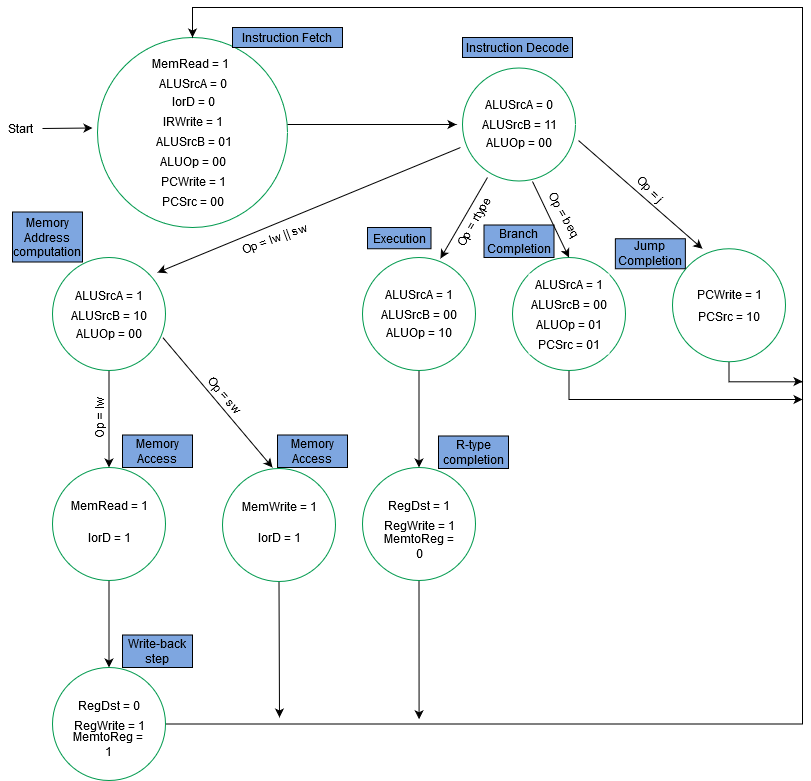 Instruction Fetch
MemRead = 1
ALUSrcA = 0
IorD = 0
IRWrite = 1
ALUSrcB = 01
ALUOp = 00
PCWrite = 1
PCSrc = 00
Start
Instruction Decode
ALUSrcA = 0
ALUSrcB = 11
ALUOp = 00
Op = lw || sw
Op = rtype
Op = beq
Op = j
Memory
Address
computation
ALUSrcA = 1
ALUSrcB = 10
ALUOp = 00
Execution
ALUSrcA = 1
ALUSrcB = 00
ALUOp = 10
Branch
Completion
ALUSrcA = 1
ALUSrcB = 00
ALUOp = 01
PCSrc = 01
Jump
Completion
PCWrite = 1
PCSrc = 10
Op = lw
Op = sw
Memory
Access
MemRead = 1
IorD = 1
Memory
Access
MemWrite = 1
IorD = 1
R-type
completion
RegDst = 1
RegWrite = 1
MemtoReg =
0
Write-back
step
RegDst = 0
RegWrite = 1
MemtoReg =
1